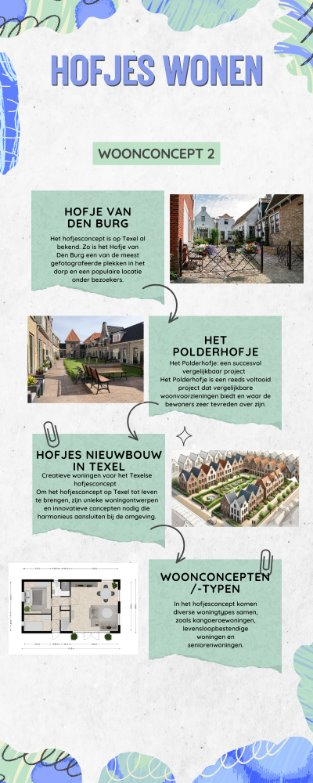 HOFJES WONEN
WOONCONCEPT 2
HOFJE VAN
DEN BURG
Het hofjesconcept is op Texel al
bekend. Zo is het Hofje van
Den Burg een van de meest
gefotografeerde plekken in het
dorp en een populaire locatie
onder bezoekers.
HET
POLDERHOFJE
Het Polderhofje: een succesvol
vergelijkbaar project
Het Polderhofje is een reeds voltooid
project dat vergelijkbare
woonvoorzieningen biedt en waar de
bewoners zeer tevreden over zijn.
HOFJES NIEUWBOUW
IN TEXEL
Creatieve woningen voor het Texelse
hofjesconcept
Om het hofjesconcept op Texel tot leven
te brengen, zijn unieke woningontwerpen
en innovatieve concepten nodig die
harmonieus aansluiten bij de omgeving.
WOONCONCEPTEN
/-TYPEN
In het hofjesconcept komen
diverse woningtypes samen,
zoals kangoeroewoningen,
levensloopbestendige
woningen en
seniorenwoningen.